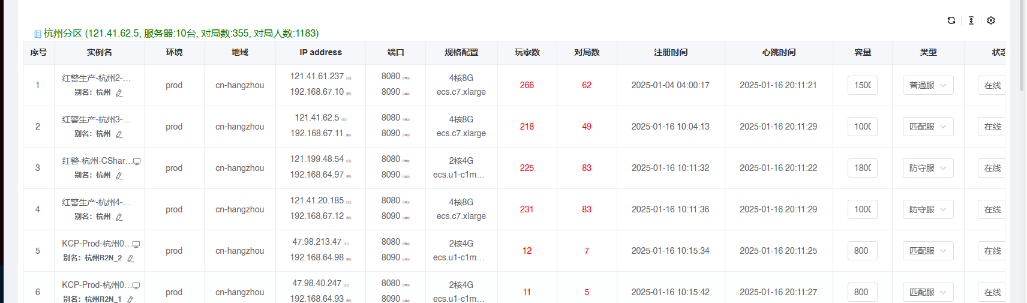 杭州分区 (121.41.62.5, 服务器:10台, 对局数:355, 对局人数:1183)
序号 实例名 环境 地域 IP address 端口 规格配置 玩家数 对局数 注册时间 心跳时间 容量 类型
1 红警生产-杭州2-... prod cn-hangzhou 121.41.61.237 8080 4核8G 266 62 2025-01-04 04:00:17 2025-01-16 20:11:21 1500 普通服 在线
别名: 杭州 192.168.67.10 8090 ecs.c7.xlarge
2 红警生产-杭州3-... prod cn-hangzhou 121.41.62.5 8080 4核8G 218 49 2025-01-16 10:04:13 2025-01-16 20:11:29 1000 匹配服 在线
别名: 杭州 192.168.67.11 8090 ecs.c7.xlarge
3 红警-杭州-CShar... prod cn-hangzhou 121.199.48.54 8080 2核4G 225 83 2025-01-16 10:11:32 2025-01-16 20:11:29 1800 防守服 在线
别名: 杭州 192.168.64.97 8090 ecs.u1-c1m...
4 红警生产-杭州4-... prod cn-hangzhou 121.41.20.185 8080 4核8G 231 83 2025-01-16 10:11:36 2025-01-16 20:11:29 1000 防守服 在线
别名: 杭州 192.168.67.12 8090 ecs.c7.xlarge
5 KCP-Prod-杭州0... prod cn-hangzhou 47.98.213.47 8080 2核4G 12 7 2025-01-16 10:15:34 2025-01-16 20:11:25 800 匹配服 在线
别名: 杭州B2N_2 192.168.64.98 8090 ecs.u1-c1m...
6 KCP-Prod-杭州0... prod cn-hangzhou 47.98.40.247 8080 2核4G 11 5 2025-01-16 10:15:42 2025-01-16 20:11:27 800 匹配服 在线
别名: 杭州B2N_1 192.168.64.93 8090 ecs.u1-c1m...